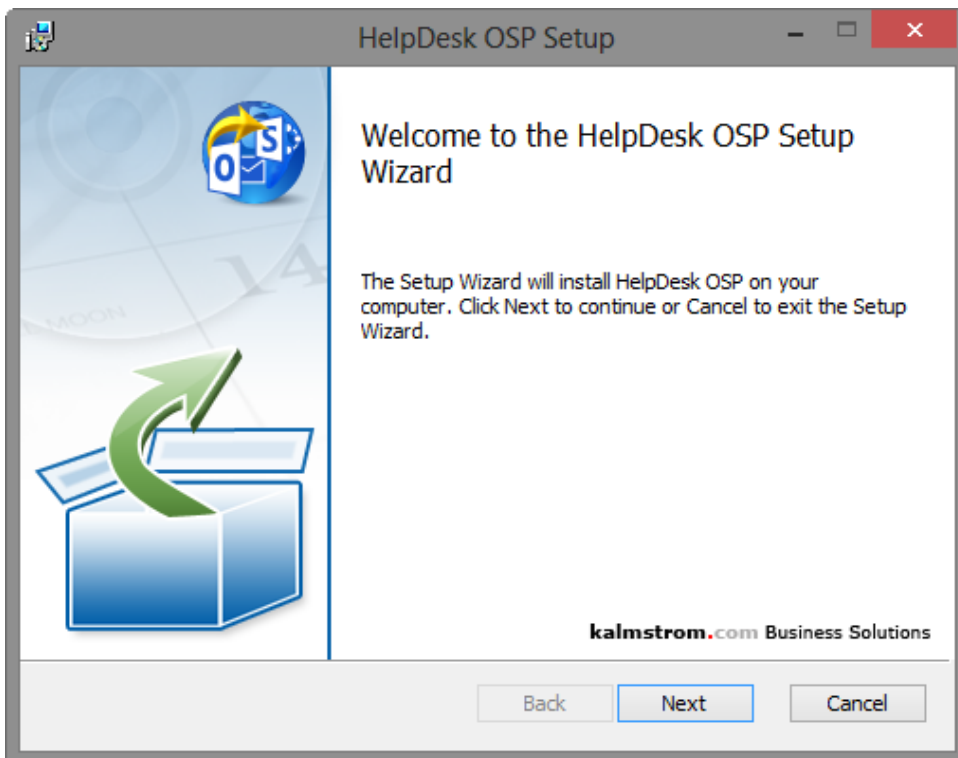 HelpDesk OSP Setup
O S
Welcome to the HelpDesk OSP Setup
Wizard
The Setup Wizard will install HelpDesk OSP on your
computer. Click Next to continue or Cancel to exit the Setup
Wizard.
14
MOON
kalmstrom.com Business Solutions
Back Next Cancel